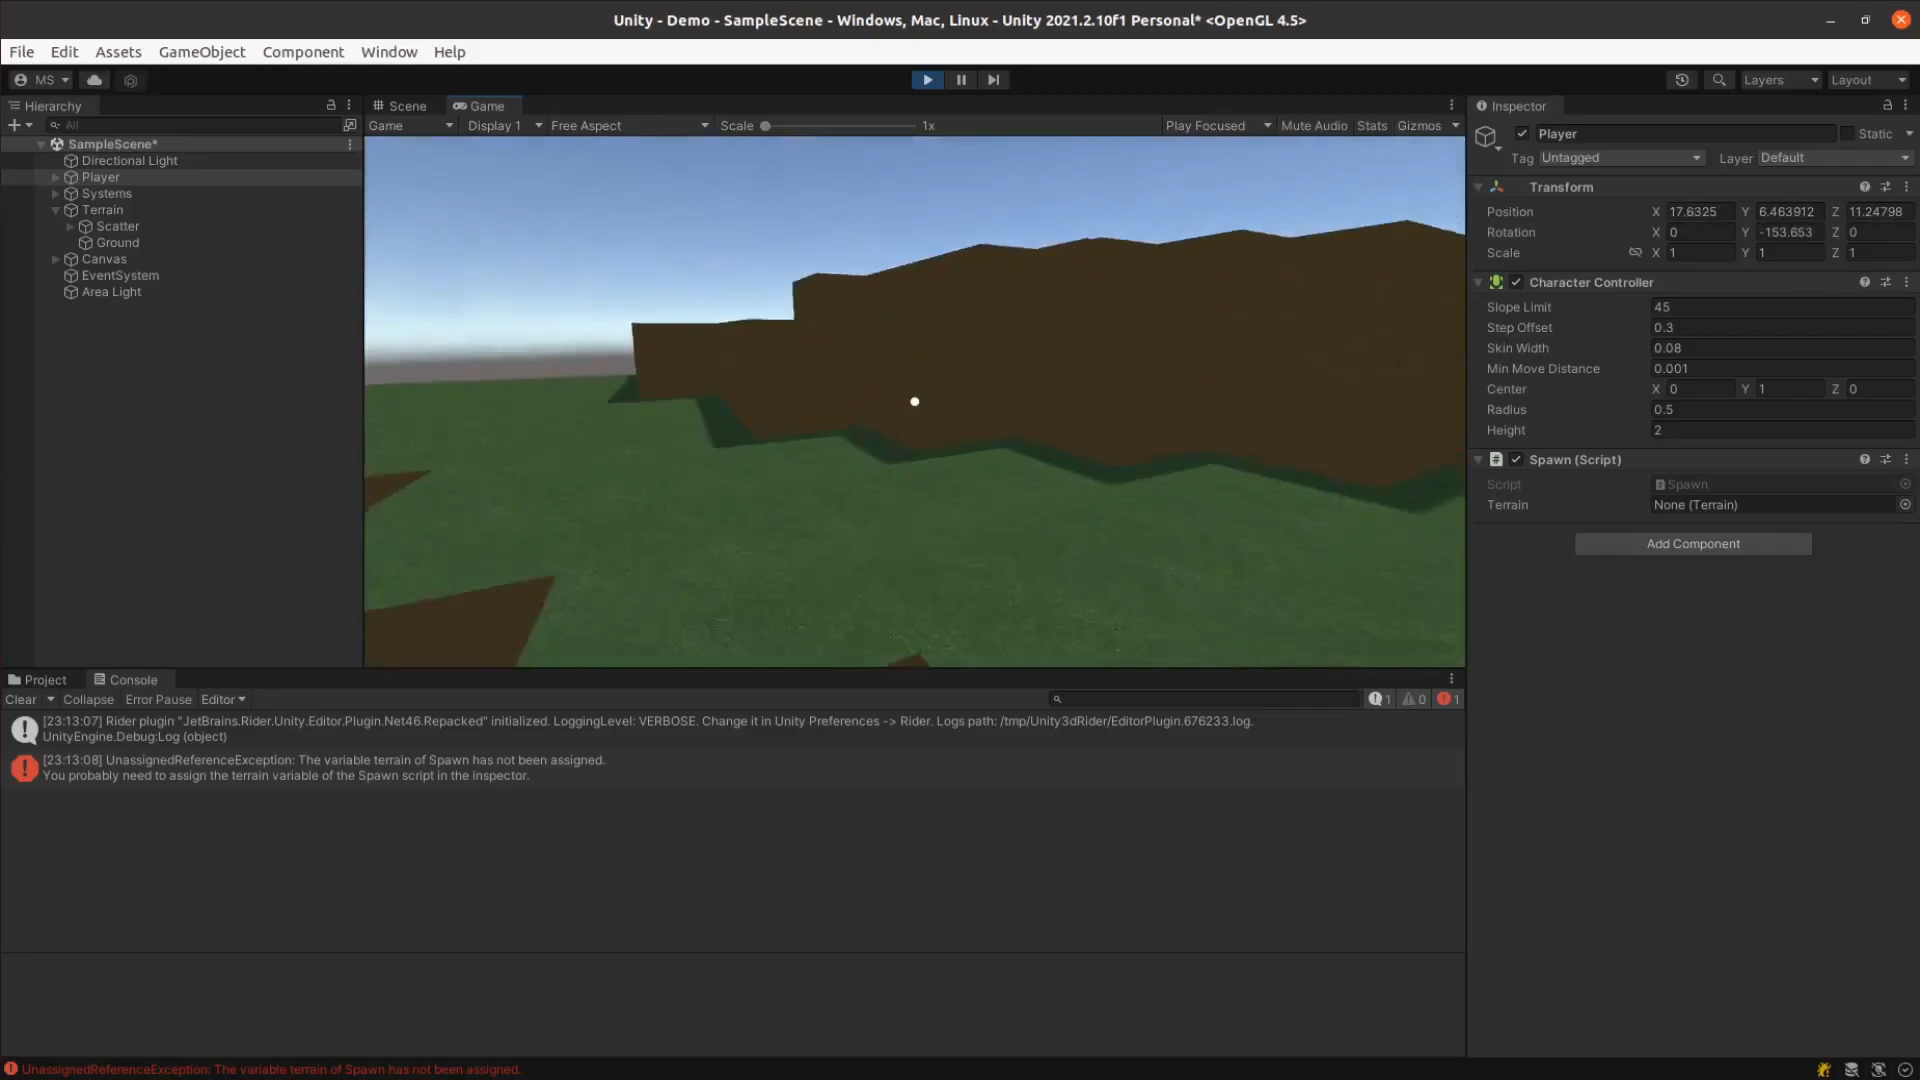 Unity - Demo - SampleScene - Windows, Mac, Linux - Unity 2021.2.10f1 Personal* <OpenGL 4.5>
File Edit Assets GameObject Component Window Help
MS Layers Layout
Hierarchy
All
SampleScene*
Directional Light
Player
Systems
Terrain
Scatter
Ground
Canvas
EventSystem
Area Light
Scene Game
Game Display 1 Free Aspect Scale 1x Play Focused Mute Audio Stats Gizmos
Inspector
Player Static
Tag Untagged Layer Default
Transform
Position X 17.6325 Y 6.463912 Z 11.24798
Rotation X 0 Y -153.653 Z 0
Scale X 1 Y 1 Z 1
Character Controller
Slope Limit 45
Step Offset 0.3
Skin Width 0.08
Min Move Distance 0.001
Center X 0 Y 1 Z 0
Radius 0.5
Height 2
Spawn (Script)
Script Spawn
Terrain None (Terrain)
Add Component
Project Console
Clear Collapse Error Pause Editor 1 0 1
[23:13:07] Rider plugin "JetBrains.Rider.Unity.Editor.Plugin.Net46.Repacked" initialized. LoggingLevel: VERBOSE. Change it in Unity Preferences -> Rider. Logs path: /tmp/Unity3dRider/EditorPlugin.676233.log.
UnityEngine.Debug:Log (object)
[23:13:08] UnassignedReferenceException: The variable terrain of Spawn has not been assigned.
You probably need to assign the terrain variable of the Spawn script in the inspector.
UnassignedReferenceException: The variable terrain of Spawn has not been assigned.